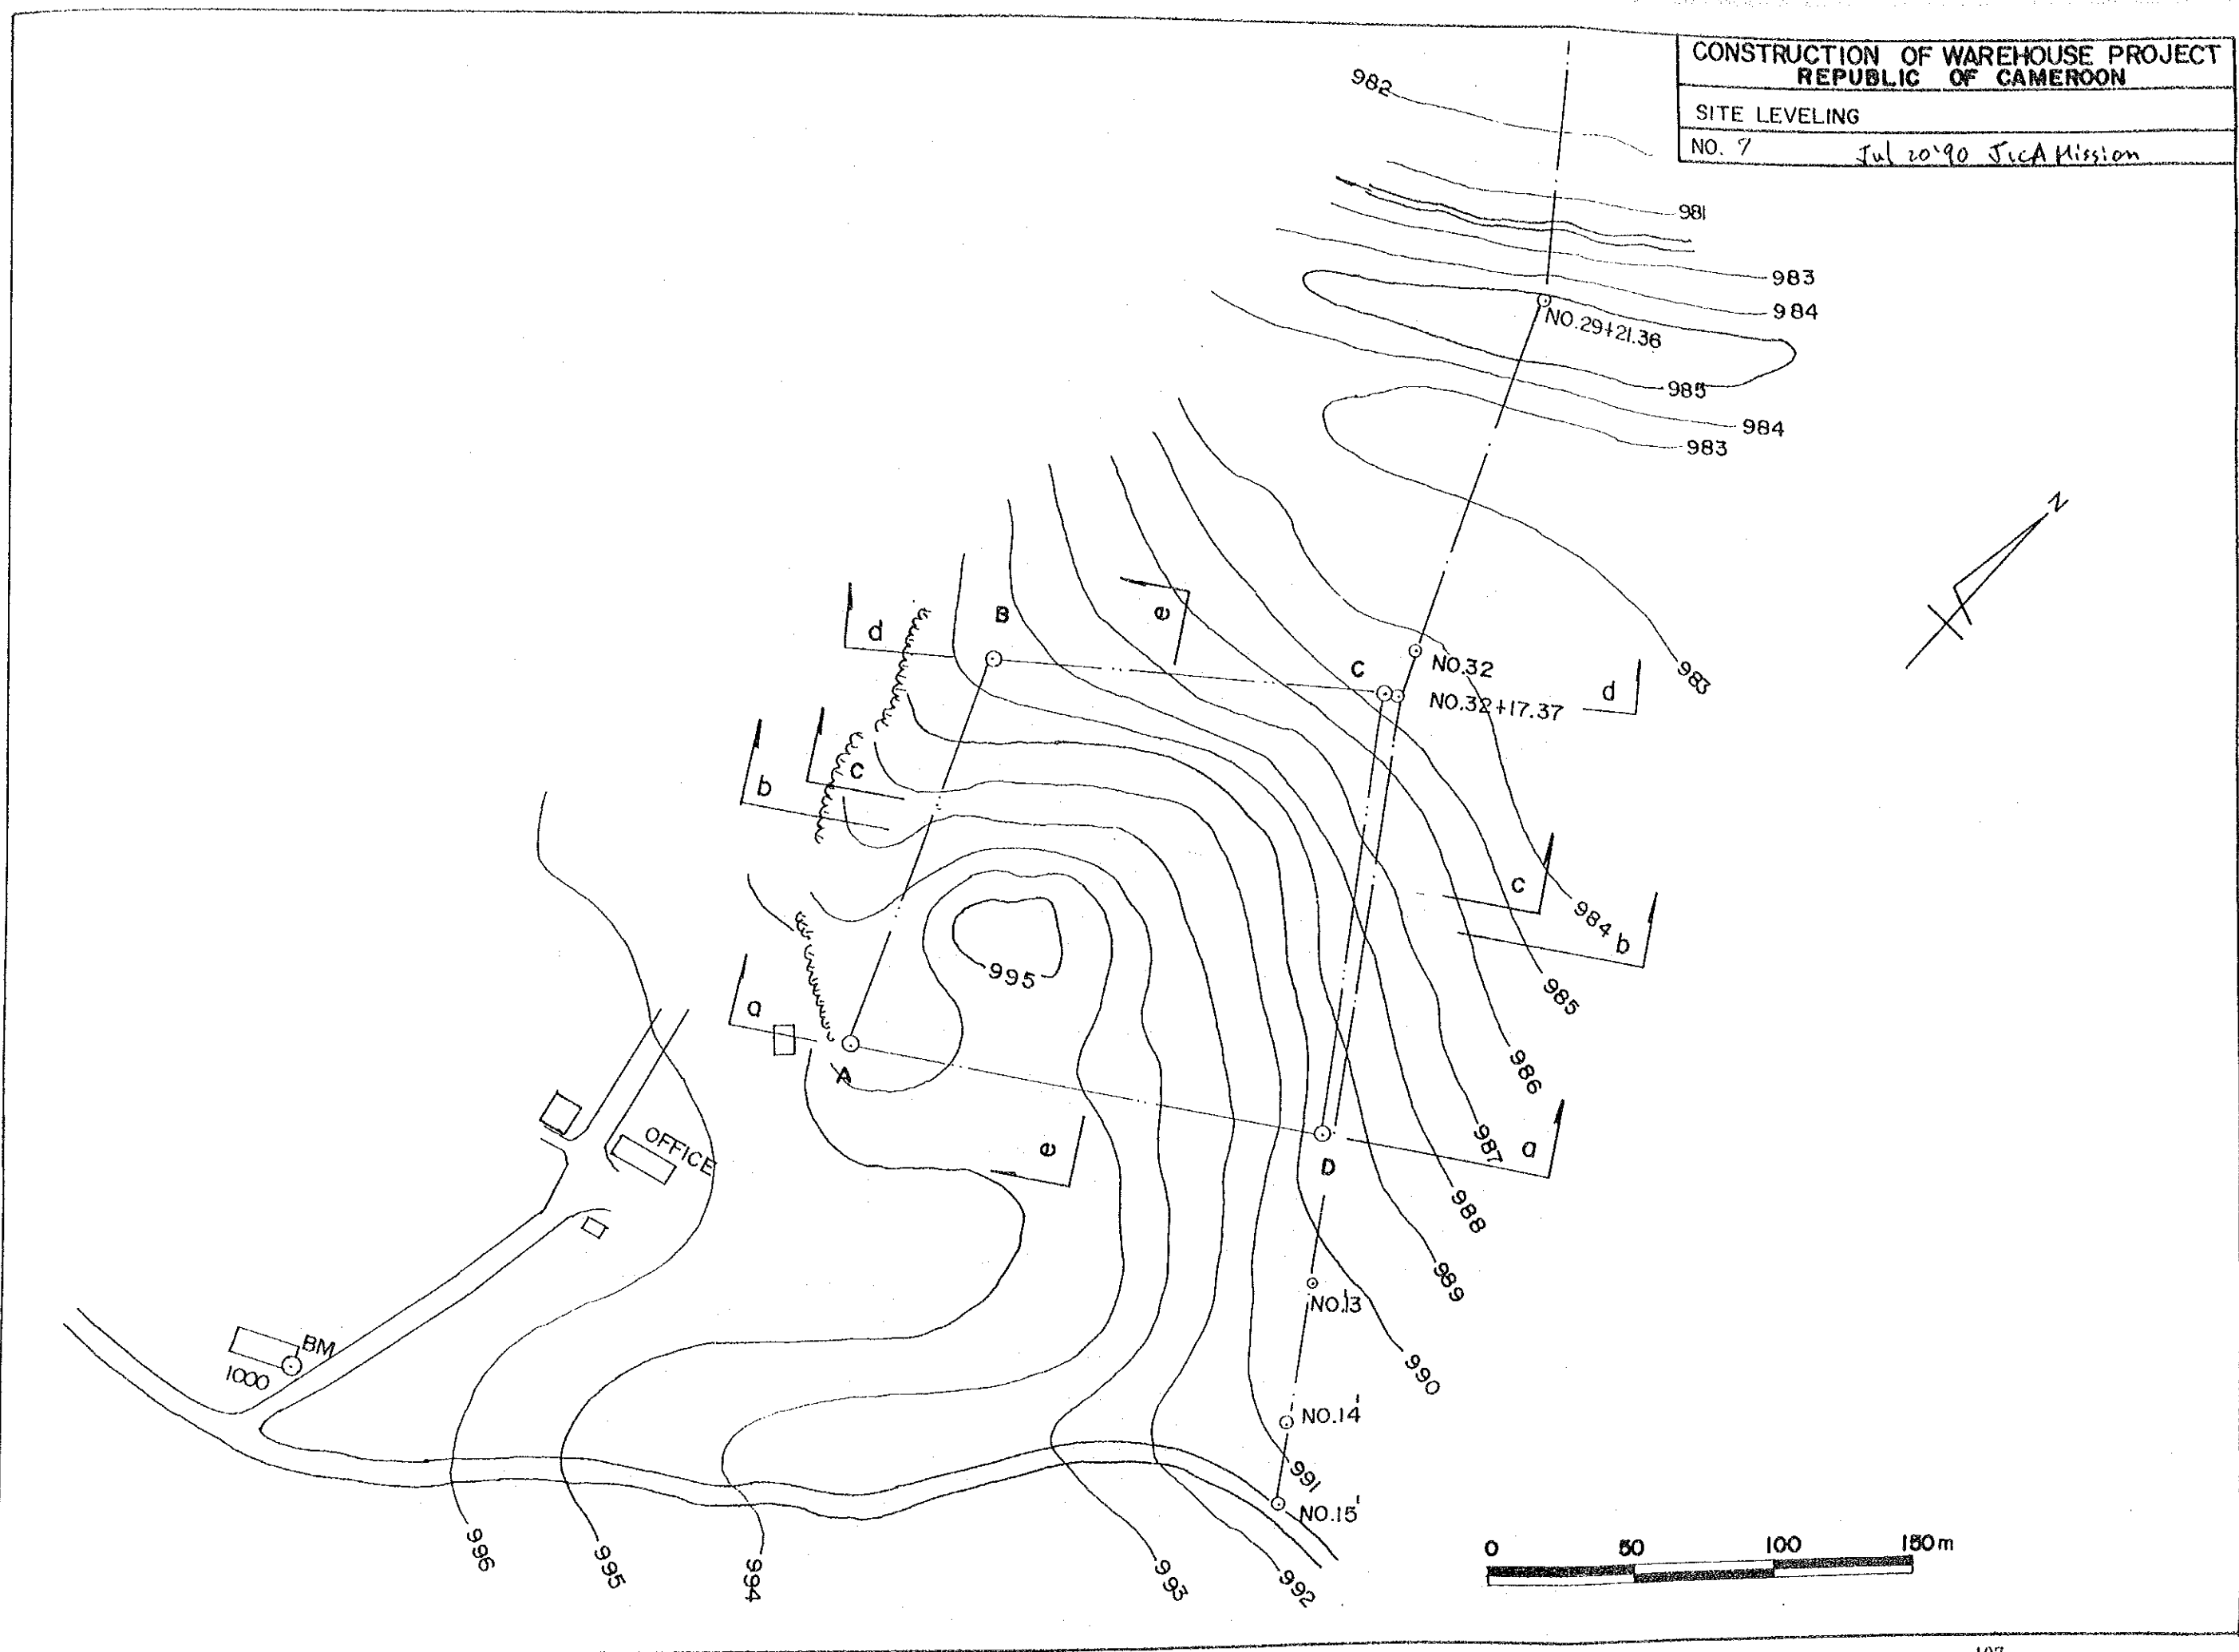 CONSTRUCTION OF WAREHOUSE PROJECT
REPUBLIC OF CAMEROON
SITE LEVELING
NO. 7 Jul 20'90 JICA Mission
982
981
983
984
NO.29+21.36
985
984
983
N
B
e
d
C
NO.32
983
NO.32+17.37
d
c
b
c
984
b
995
985
a
A
986
OFFICE
987
a
e
D
988
989
NO.13'
BM
1000
990
NO.14'
991
NO.15'
996
995
994
993
992
0 50 100 150m